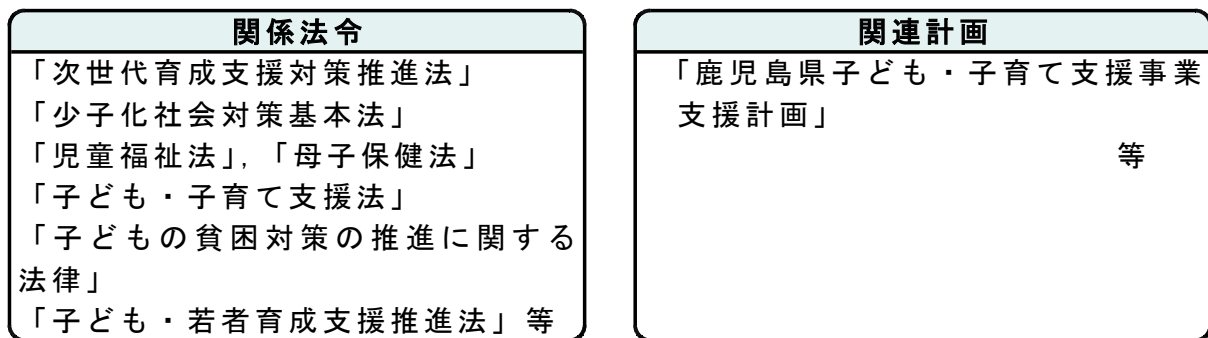 関係法令
「次世代育成支援対策推進法」
「少子化社会対策基本法」
「児童福祉法」,「母子保健法」
「子ども・子育て支援法」
「子どもの貧困対策の推進に関する
法律」
「子ども・若者育成支援推進法」等
関連計画
「鹿児島県子ども・子育て支援事業
支援計画」
等